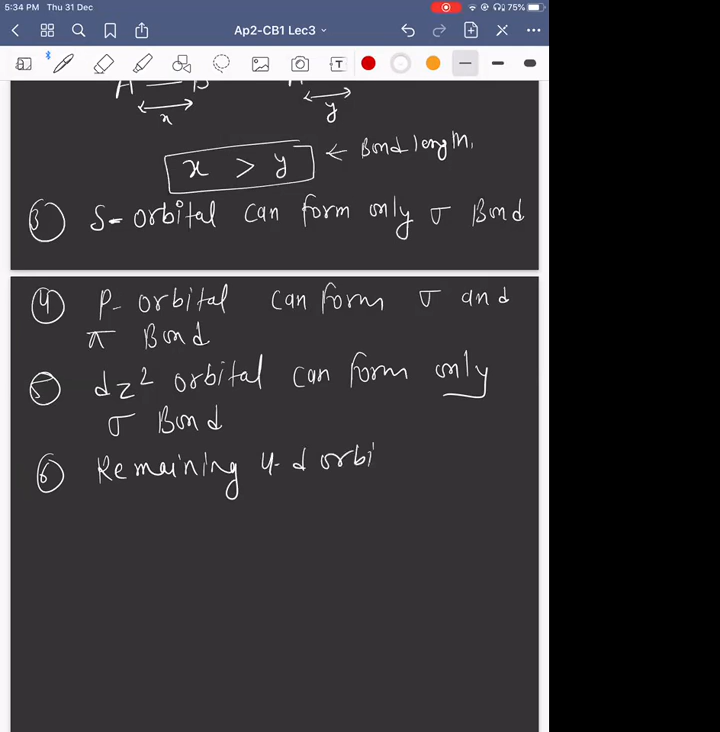 5:34 PM Thu 31 Dec
75%
Ap2-CB1 Lec3
T
A — B
x
y
x > y ← Bond length,
③ S- orbital can form only σ Bond
④ P- orbital can form σ and
π Bond
⑤ dz² orbital can form only
σ Bond
⑥ Remaining 4-d orbi